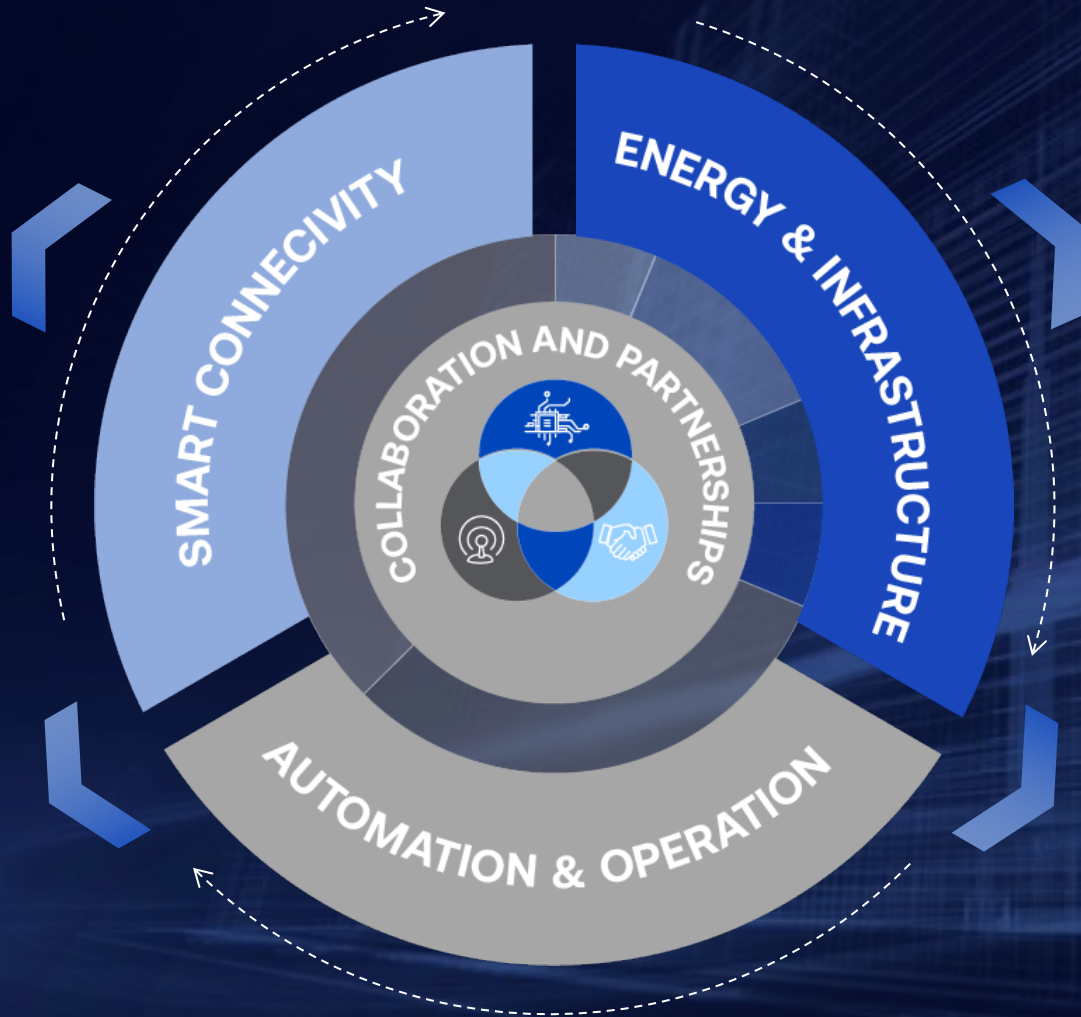 SMART CONNECIVITY
ENERGY & INFRASTRUCTURE
COLLABORATION AND PARTNERSHIPS
AUTOMATION & OPERATION